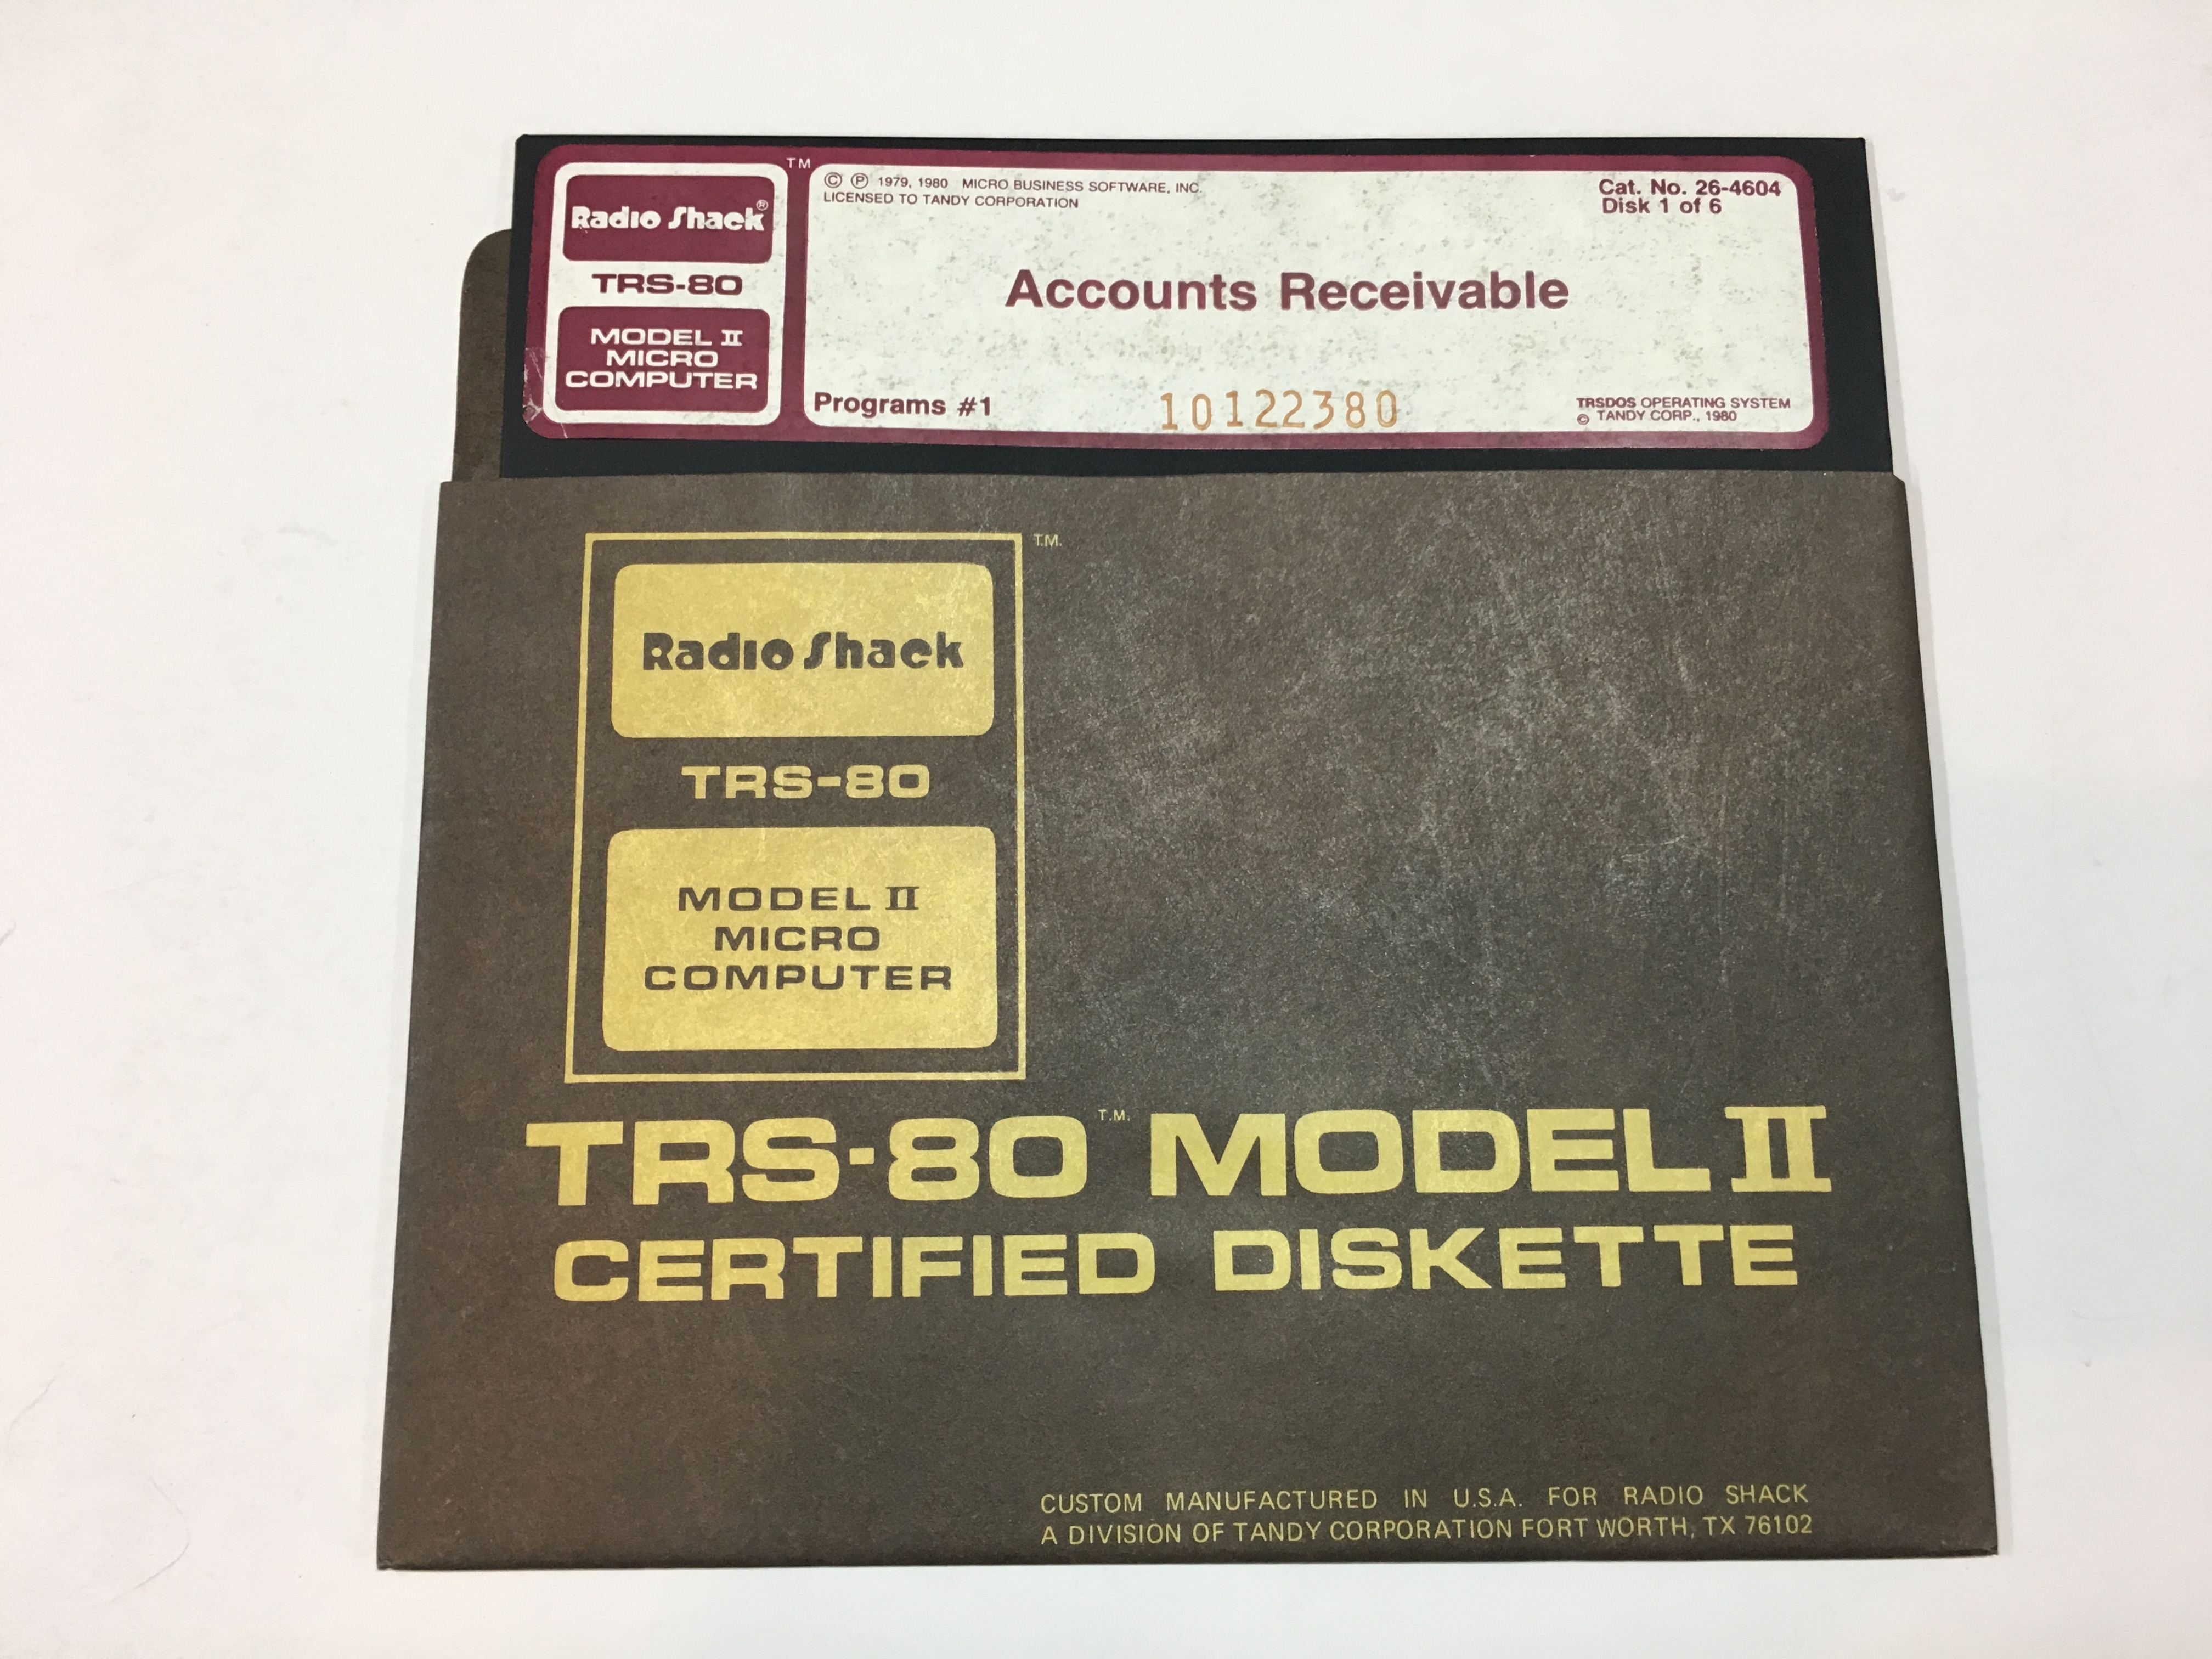 Radio Shack®
TRS-80
MODEL II
MICRO
COMPUTER
TM
© ℗ 1979, 1980 MICRO BUSINESS SOFTWARE, INC.
LICENSED TO TANDY CORPORATION
Cat. No. 26-4604
Disk 1 of 6
Accounts Receivable
Programs #1
10122380
TRSDOS OPERATING SYSTEM
© TANDY CORP., 1980
T.M.
Radio Shack
TRS-80
MODEL II
MICRO
COMPUTER
TRS-80 T.M. MODEL II
CERTIFIED DISKETTE
CUSTOM MANUFACTURED IN U.S.A. FOR RADIO SHACK
A DIVISION OF TANDY CORPORATION FORT WORTH, TX 76102